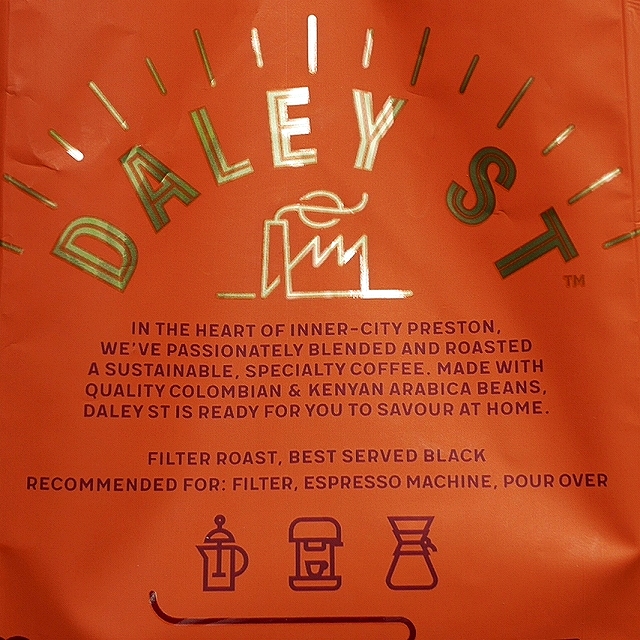 DALEY ST
TM
IN THE HEART OF INNER-CITY PRESTON,
WE'VE PASSIONATELY BLENDED AND ROASTED
A SUSTAINABLE, SPECIALTY COFFEE. MADE WITH
QUALITY COLOMBIAN & KENYAN ARABICA BEANS,
DALEY ST IS READY FOR YOU TO SAVOUR AT HOME.
FILTER ROAST, BEST SERVED BLACK
RECOMMENDED FOR: FILTER, ESPRESSO MACHINE, POUR OVER